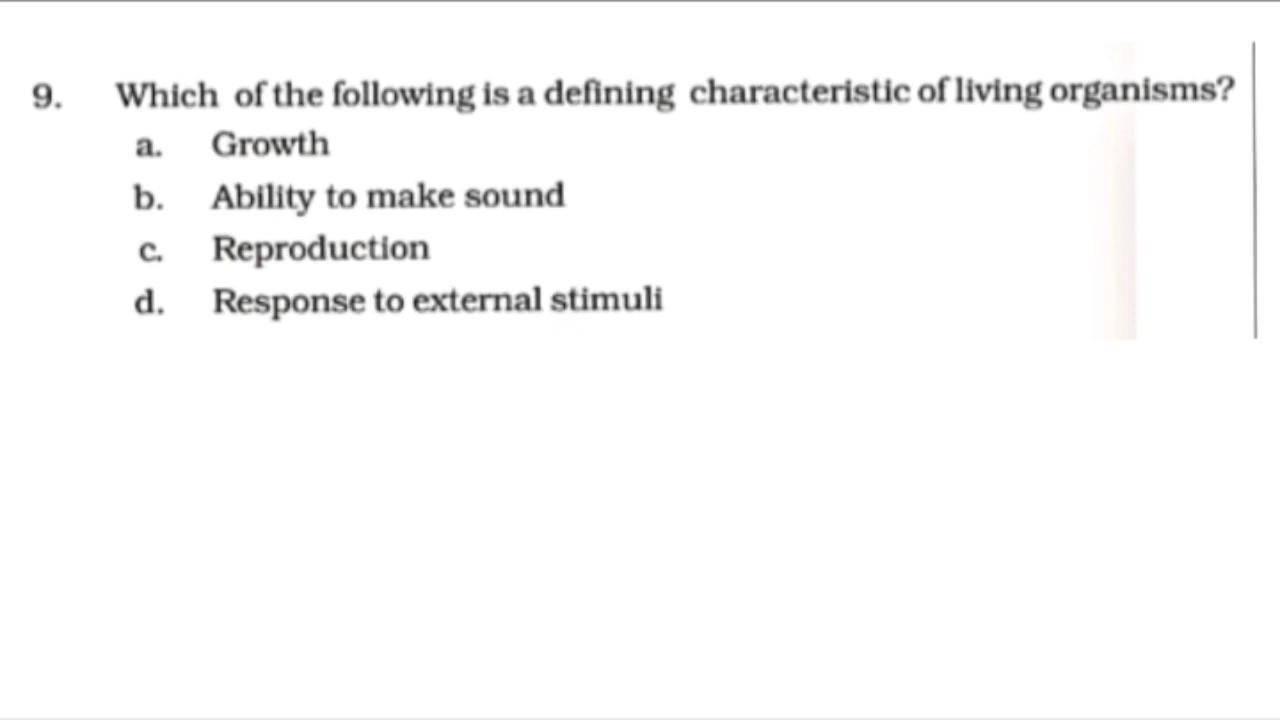 9. Which of the following is a defining characteristic of living organisms?
a. Growth
b. Ability to make sound
c. Reproduction
d. Response to external stimuli